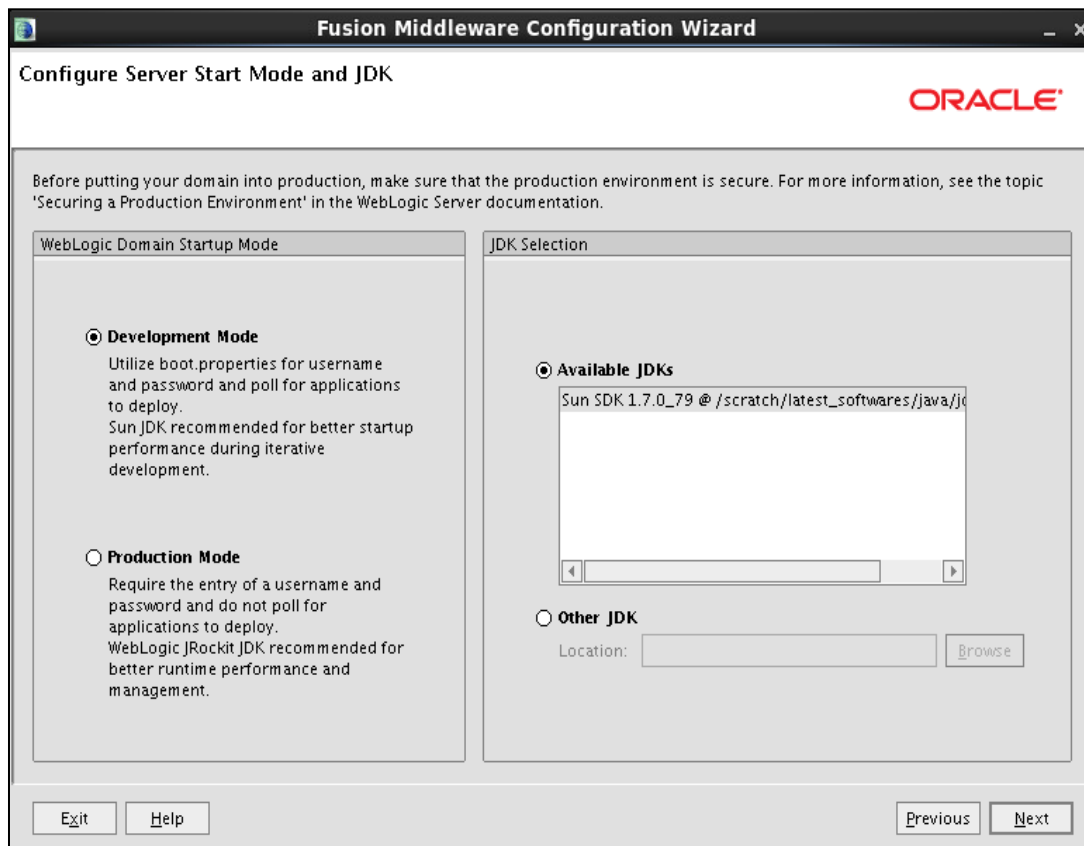 Fusion Middleware Configuration Wizard
Configure Server Start Mode and JDK
ORACLE
Before putting your domain into production, make sure that the production environment is secure. For more information, see the topic
'Securing a Production Environment' in the WebLogic Server documentation.
WebLogic Domain Startup Mode
Development Mode
Utilize boot.properties for username
and password and poll for applications
to deploy.
Sun JDK recommended for better startup
performance during iterative
development.
Production Mode
Require the entry of a username and
password and do not poll for
applications to deploy.
WebLogic JRockit JDK recommended for
better runtime performance and
management.
JDK Selection
Available JDKs
Sun SDK 1.7.0_79 @ /scratch/latest_softwares/java/j
Other JDK
Location:
Browse
Exit
Help
Previous
Next